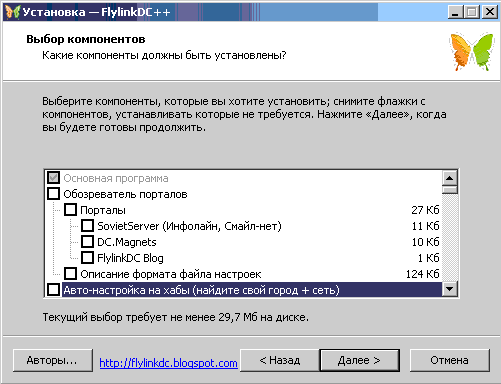 Установка — FlylinkDC++
Выбор компонентов
Какие компоненты должны быть установлены?
Выберите компоненты, которые вы хотите установить; снимите флажки с
компонентов, устанавливать которые не требуется. Нажмите «Далее», когда
вы будете готовы продолжить.
Основная программа
Обозреватель порталов
Порталы 27 Кб
SovietServer (Инфолайн, Смайл-нет) 11 Кб
DC.Magnets 10 Кб
FlylinkDC Blog 1 Кб
Описание формата файла настроек 124 Кб
Авто-настройка на хабы (найдите свой город + сеть)
Текущий выбор требует не менее 29,7 Мб на диске.
Авторы... http://flylinkdc.blogspot.com < Назад Далее > Отмена